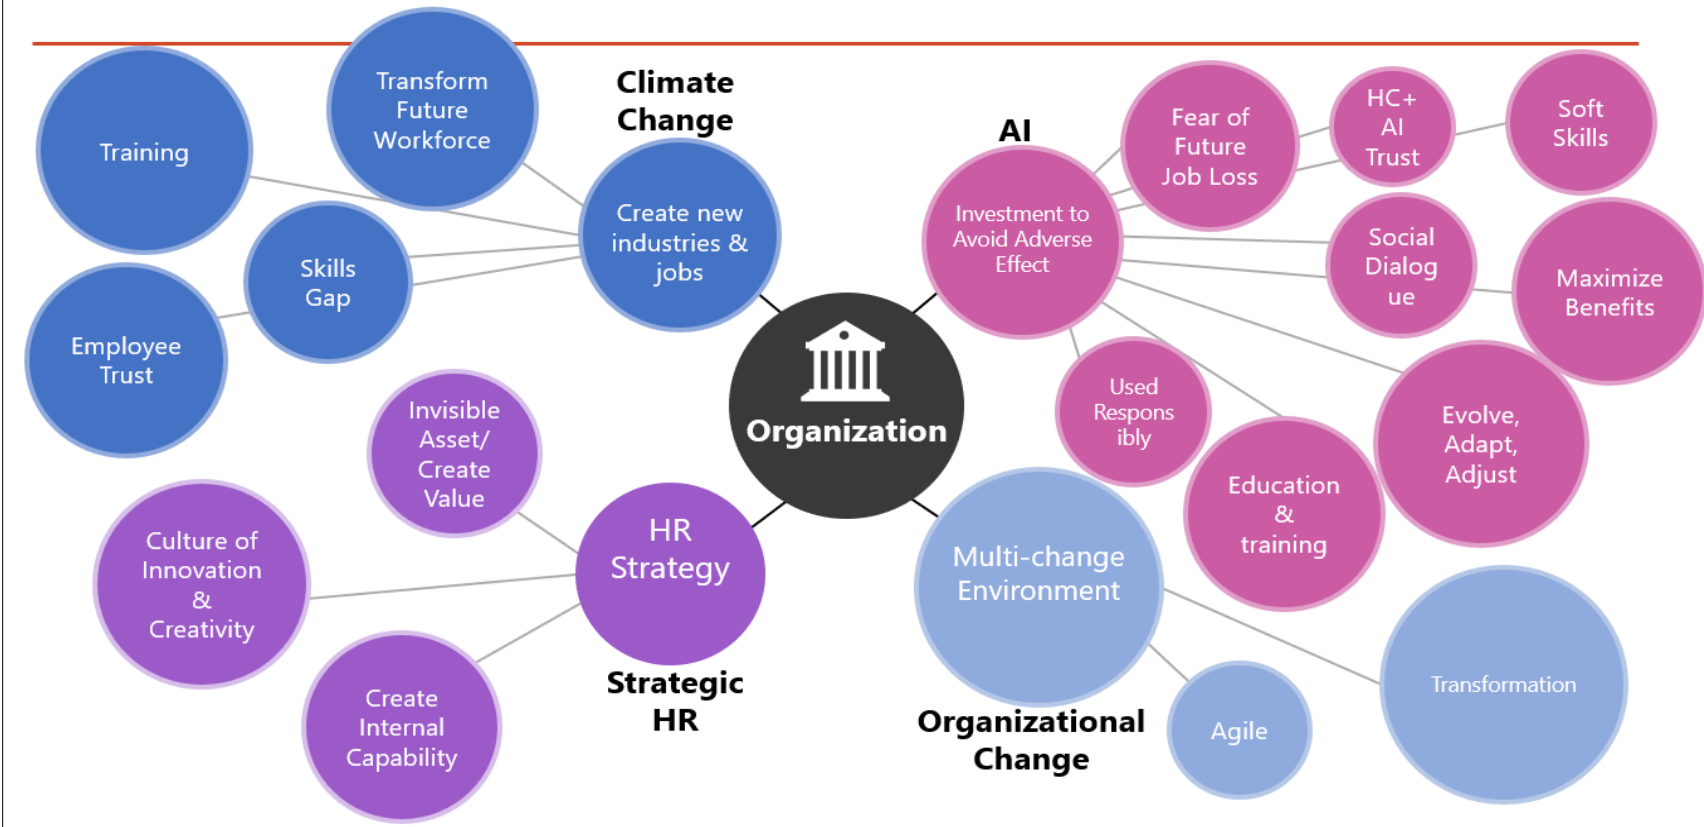 Training
Transform
Future
Workforce
Climate
Change
Create new
industries &
jobs
Skills
Gap
Employee
Trust
AI
Investment to
Avoid Adverse
Effect
Fear of
Future
Job Loss
HC+
AI
Trust
Soft
Skills
Social
Dialog
ue
Maximize
Benefits
Used
Respons
ibly
Education
&
training
Evolve,
Adapt,
Adjust
Organization
Invisible
Asset/
Create
Value
Culture of
Innovation
&
Creativity
Create
Internal
Capability
HR
Strategy
Strategic
HR
Multi-change
Environment
Organizational
Change
Agile
Transformation